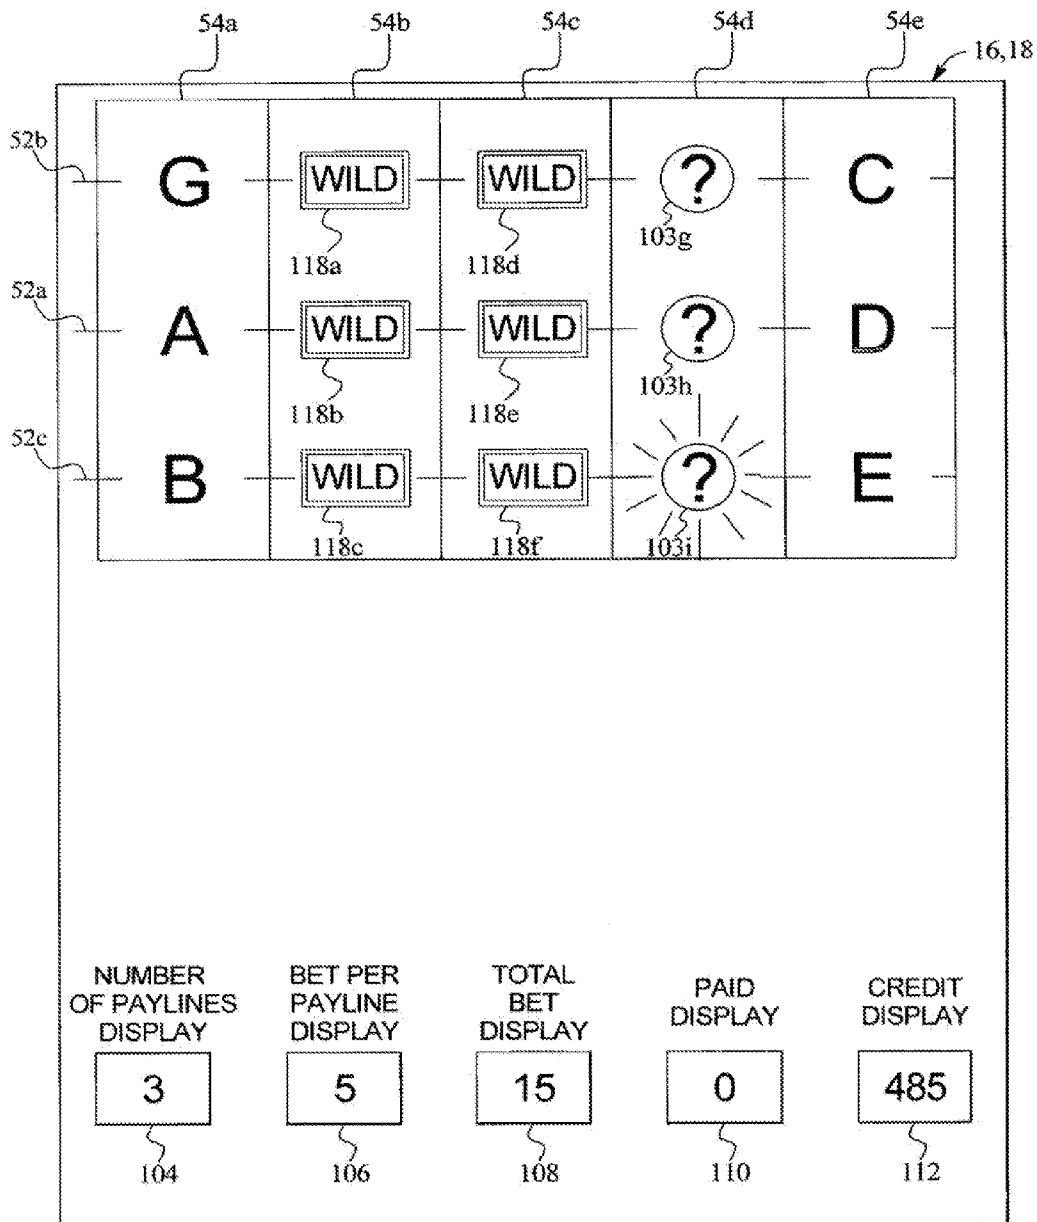 54a 54b 54c 54d 54e
16,18
52b G WILD WILD ? C
118a 118d 103g
52a A WILD WILD ? D
118b 118e 103h
52c B WILD WILD ? E
118c 118f 103i
NUMBER OF PAYLINES DISPLAY
BET PER PAYLINE DISPLAY
TOTAL BET DISPLAY
PAID DISPLAY
CREDIT DISPLAY
3 5 15 0 485
104 106 108 110 112